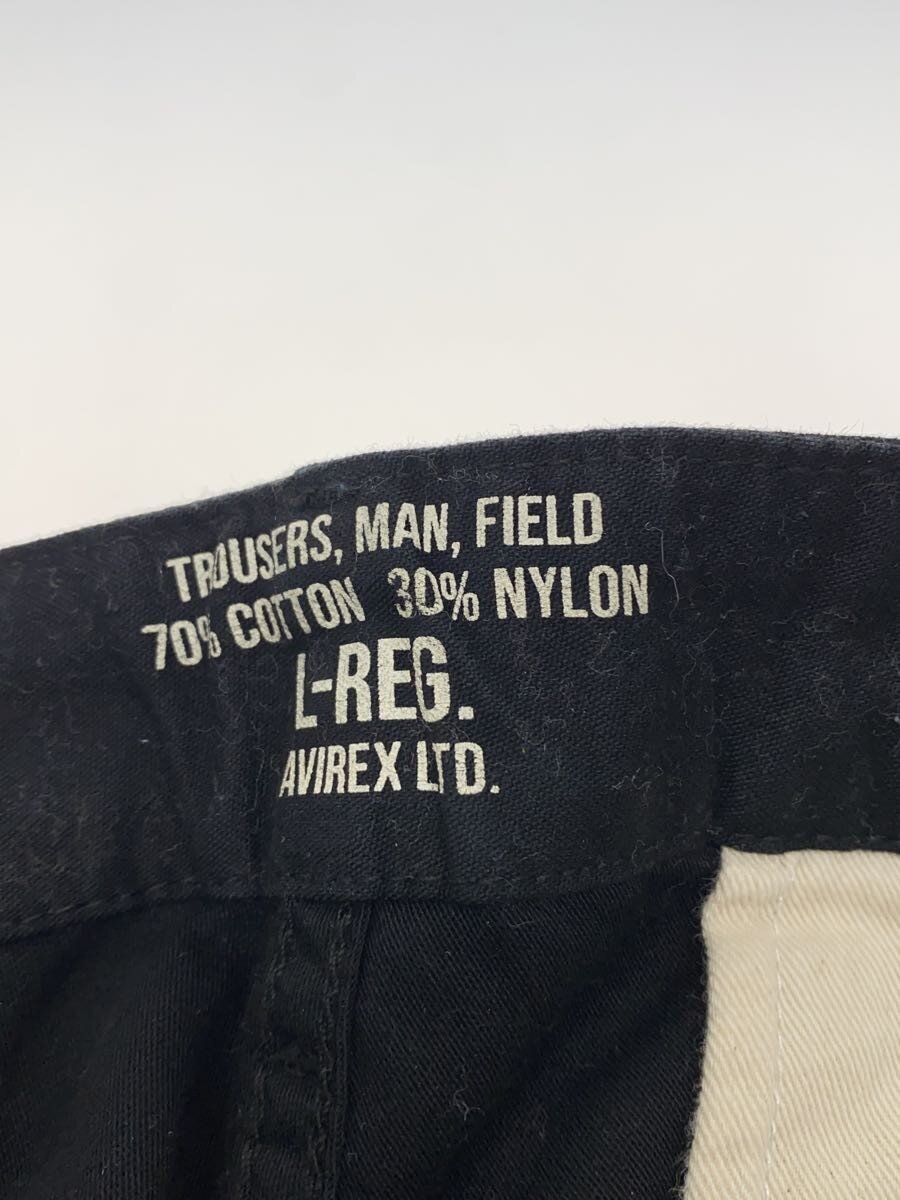 TROUSERS, MAN, FIELD
70% COTTON 30% NYLON
L-REG.
AVIREX LTD.